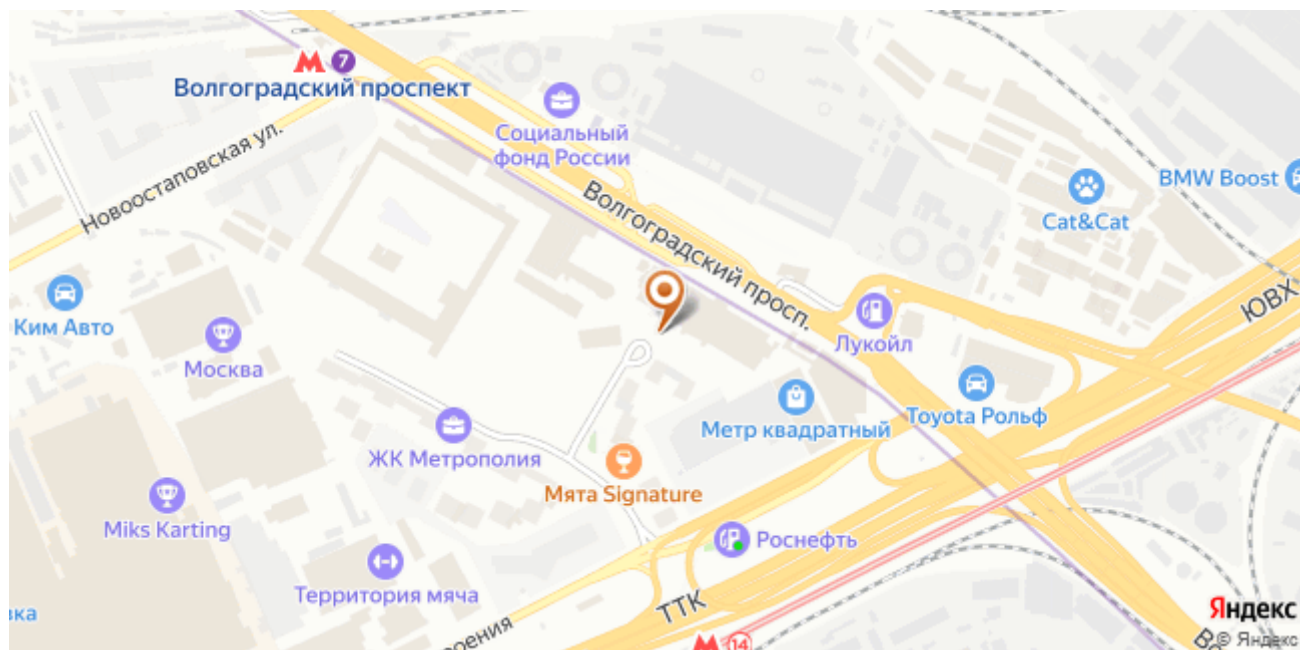 7
Волгоградский проспект
Социальный
фонд России
Новоостаповская ул.
BMW Boost
Cat&Cat
Волгоградский просп.
ЮВХ
Ким Авто
Москва
Лукойл
Toyota Рольф
Метр квадратный
ЖК Метрополия
Мята Signature
Miks Karting
Роснефть
Территория мяча
ТТК
14
Яндекс
© Яндекс